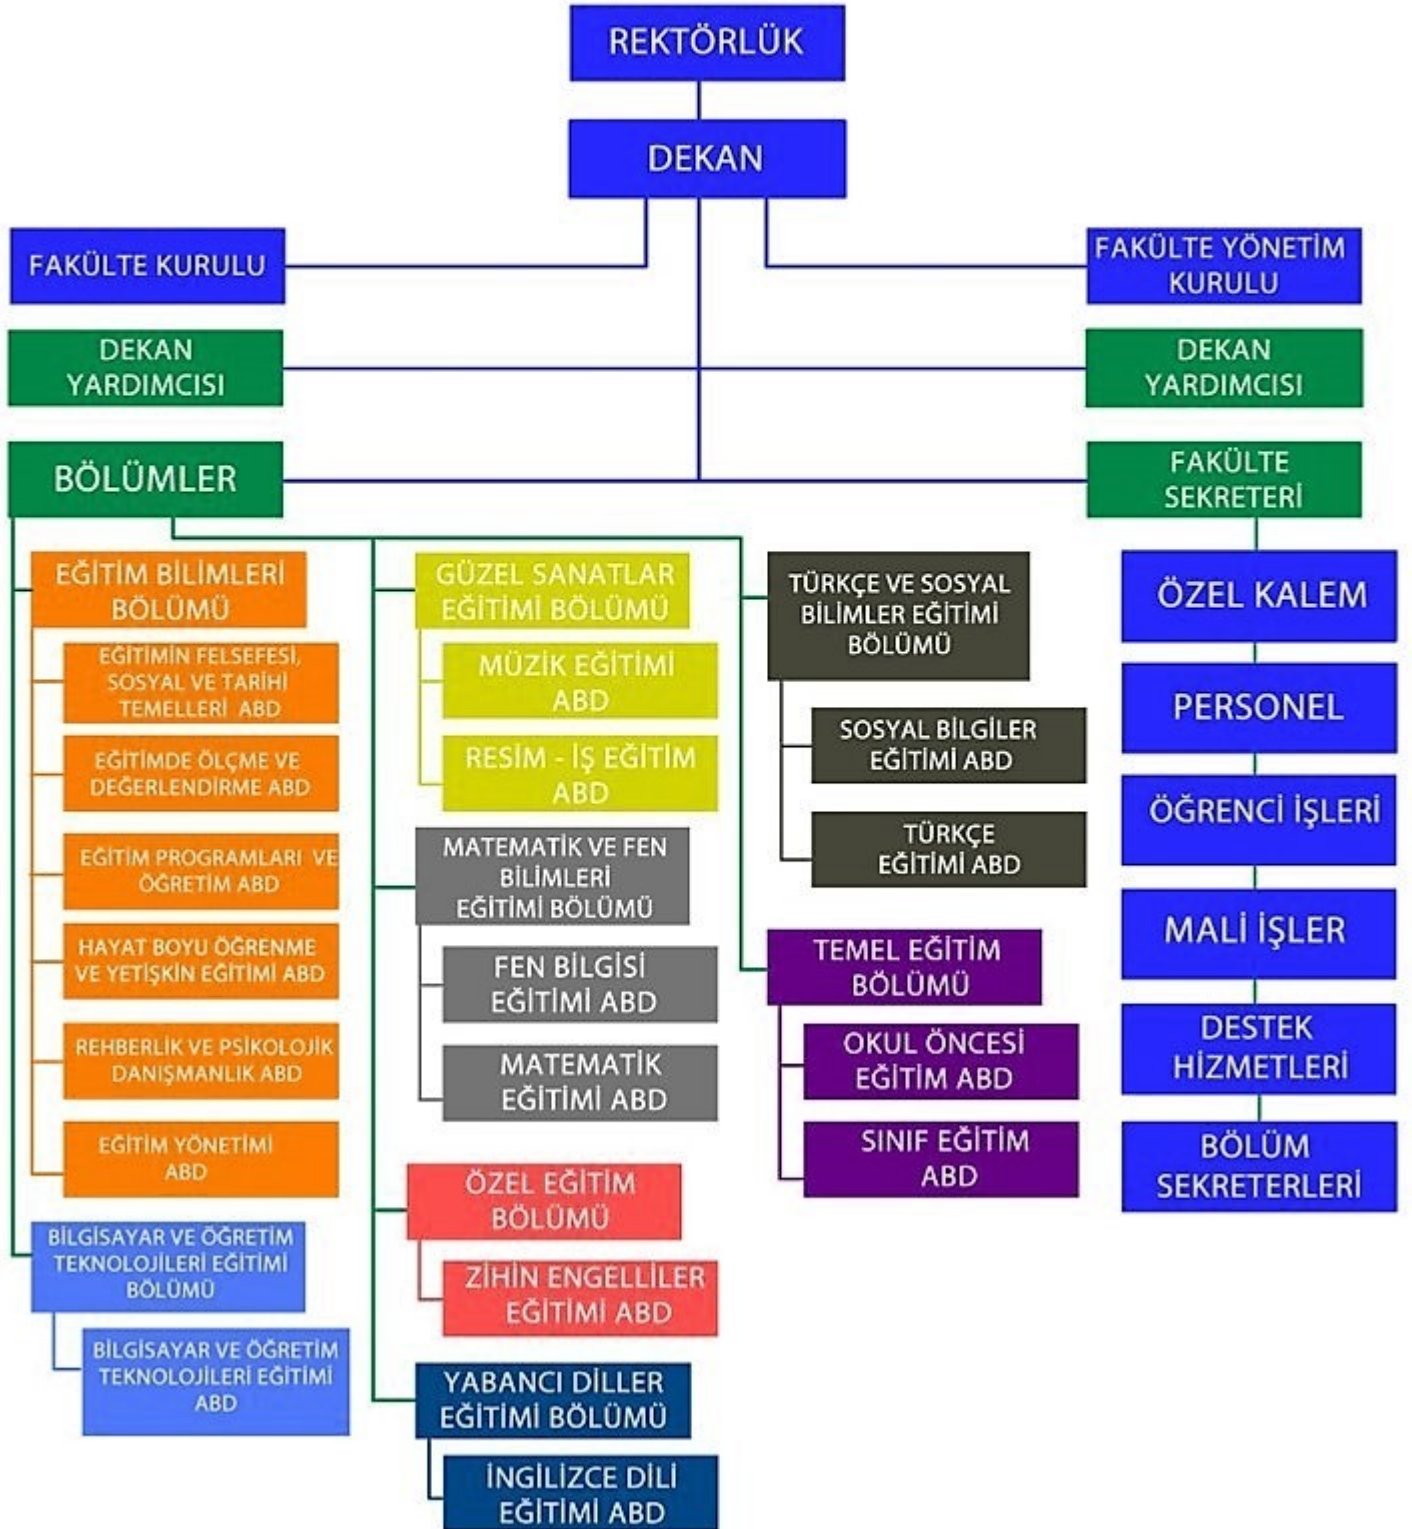 REKTÖRLÜK
DEKAN
FAKÜLTE KURULU
FAKÜLTE YÖNETİM
KURULU
DEKAN
YARDIMCISI
DEKAN
YARDIMCISI
BÖLÜMLER
FAKÜLTE
SEKRETERİ
EĞİTİM BİLİMLERİ
BÖLÜMÜ
EĞİTİMİN FELSEFESİ,
SOSYAL VE TARİHİ
TEMELLERİ ABD
EĞİTİMDE ÖLÇME VE
DEĞERLENDİRME ABD
EĞİTİM PROGRAMLARI VE
ÖĞRETİM ABD
HAYAT BOYU ÖĞRENME
VE YETİŞKİN EĞİTİMİ ABD
REHBERLİK VE PSİKOLOJİK
DANIŞMANLIK ABD
EĞİTİM YÖNETİMİ
ABD
BİLGİSAYAR VE ÖĞRETİM
TEKNOLOJİLERİ EĞİTİMİ
BÖLÜMÜ
BİLGİSAYAR VE ÖĞRETİM
TEKNOLOJİLERİ EĞİTİMİ
ABD
GÜZEL SANATLAR
EĞİTİMİ BÖLÜMÜ
MÜZİK EĞİTİMİ
ABD
RESİM - İŞ EĞİTİM
ABD
MATEMATİK VE FEN
BİLİMLERİ
EĞİTİMİ BÖLÜMÜ
FEN BİLGİSİ
EĞİTİMİ ABD
MATEMATİK
EĞİTİMİ ABD
ÖZEL EĞİTİM
BÖLÜMÜ
ZİHİN ENGELLİLER
EĞİTİMİ ABD
YABANCI DİLLER
EĞİTİMİ BÖLÜMÜ
İNGİLİZCE DİLİ
EĞİTİMİ ABD
TÜRKÇE VE SOSYAL
BİLİMLER EĞİTİMİ
BÖLÜMÜ
SOSYAL BİLGİLER
EĞİTİMİ ABD
TÜRKÇE
EĞİTİMİ ABD
TEMEL EĞİTİM
BÖLÜMÜ
OKUL ÖNCESİ
EĞİTİM ABD
SINIF EĞİTİM
ABD
ÖZEL KALEM
PERSONEL
ÖĞRENCİ İŞLERİ
MALİ İŞLER
DESTEK
HİZMETLERİ
BÖLÜM
SEKRETERLERİ